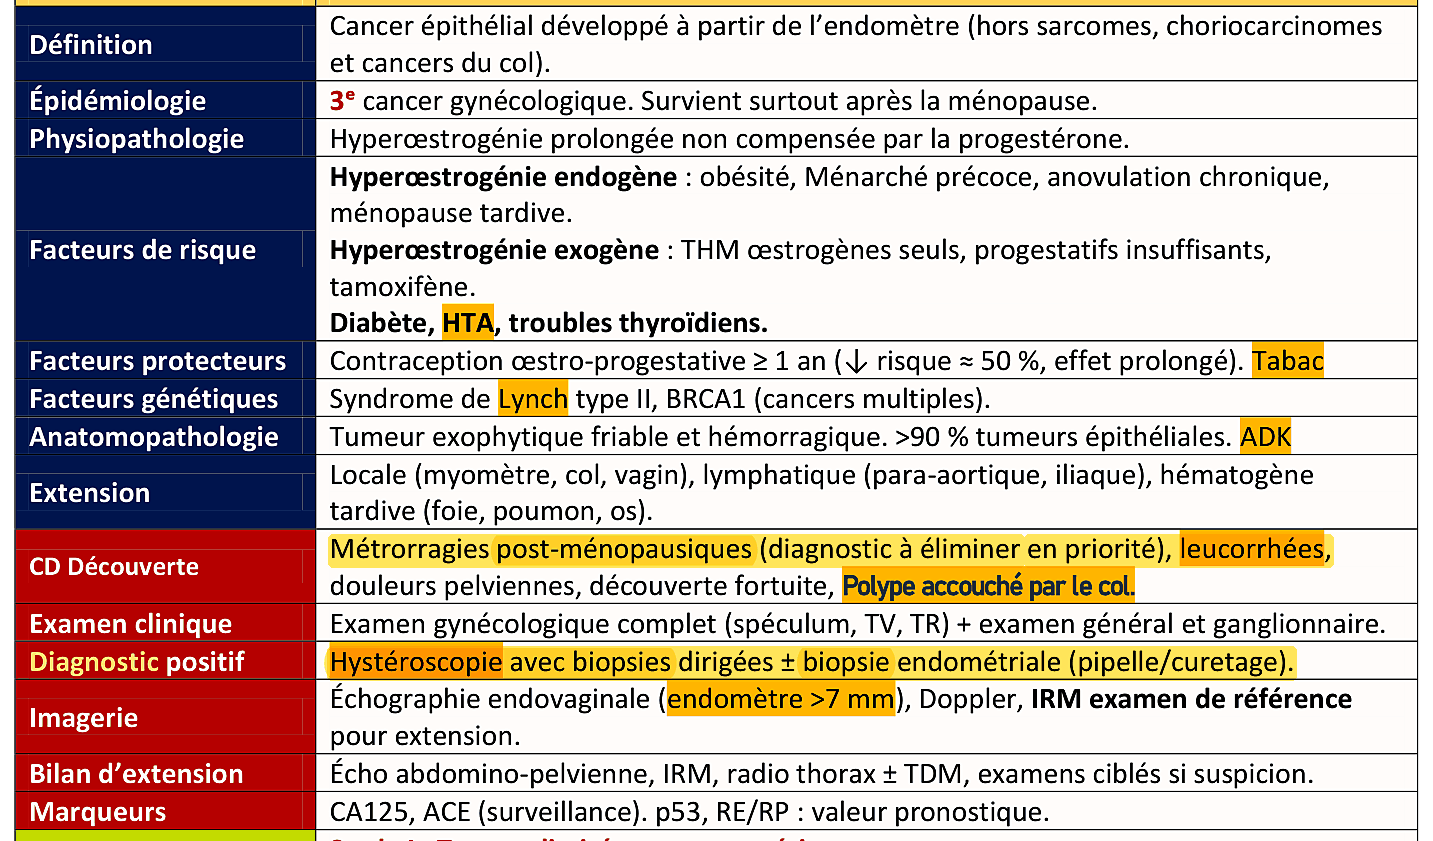 Définition
Cancer épithélial développé à partir de l’endomètre (hors sarcomes, choriocarcinomes
et cancers du col).
Épidémiologie
3e cancer gynécologique. Survient surtout après la ménopause.
Physiopathologie
Hyperœstrogénie prolongée non compensée par la progestérone.
Facteurs de risque
Hyperœstrogénie endogène : obésité, Ménarché précoce, anovulation chronique,
ménopause tardive.
Hyperœstrogénie exogène : THM œstrogènes seuls, progestatifs insuffisants,
tamoxifène.
Diabète, HTA, troubles thyroïdiens.
Facteurs protecteurs
Contraception œstro-progestative ≥ 1 an (↓ risque ≈ 50 %, effet prolongé). Tabac
Facteurs génétiques
Syndrome de Lynch type II, BRCA1 (cancers multiples).
Anatomopathologie
Tumeur exophytique friable et hémorragique. >90 % tumeurs épithéliales. ADK
Extension
Locale (myomètre, col, vagin), lymphatique (para-aortique, iliaque), hématogène
tardive (foie, poumon, os).
CD Découverte
Métrorragies post-ménopausiques (diagnostic à éliminer en priorité), leucorrhées,
douleurs pelviennes, découverte fortuite, Polype accouché par le col.
Examen clinique
Examen gynécologique complet (spéculum, TV, TR) + examen général et ganglionnaire.
Diagnostic positif
Hystéroscopie avec biopsies dirigées ± biopsie endométriale (pipelle/curetage).
Imagerie
Échographie endovaginale (endomètre >7 mm), Doppler, IRM examen de référence
pour extension.
Bilan d’extension
Écho abdomino-pelvienne, IRM, radio thorax ± TDM, examens ciblés si suspicion.
Marqueurs
CA125, ACE (surveillance). p53, RE/RP : valeur pronostique.